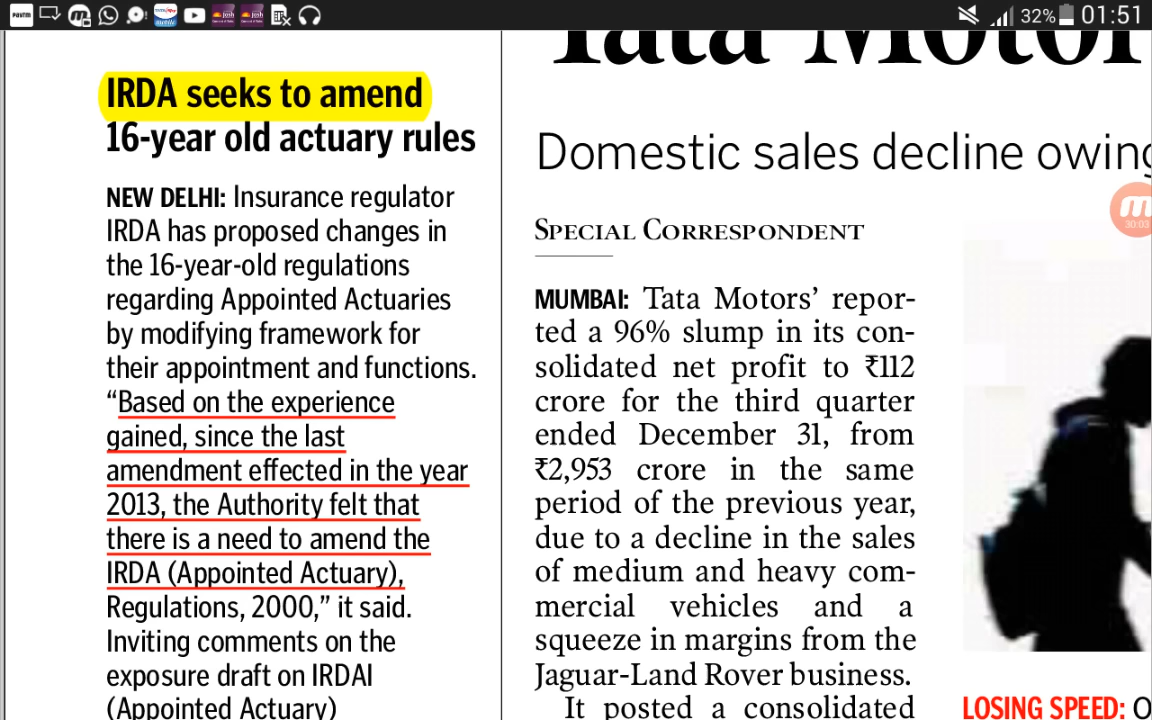 32% 01:51
IRDA seeks to amend
16-year old actuary rules
NEW DELHI: Insurance regulator
IRDA has proposed changes in
the 16-year-old regulations
regarding Appointed Actuaries
by modifying framework for
their appointment and functions.
“Based on the experience
gained, since the last
amendment effected in the year
2013, the Authority felt that
there is a need to amend the
IRDA (Appointed Actuary),
Regulations, 2000,” it said.
Inviting comments on the
exposure draft on IRDAI
(Appointed Actuary)
Tata Motor
Domestic sales decline owing
SPECIAL CORRESPONDENT
MUMBAI: Tata Motors’ repor-
ted a 96% slump in its con-
solidated net profit to ₹112
crore for the third quarter
ended December 31, from
₹2,953 crore in the same
period of the previous year,
due to a decline in the sales
of medium and heavy com-
mercial vehicles and a
squeeze in margins from the
Jaguar-Land Rover business.
It posted a consolidated
30:03
LOSING SPEED: O